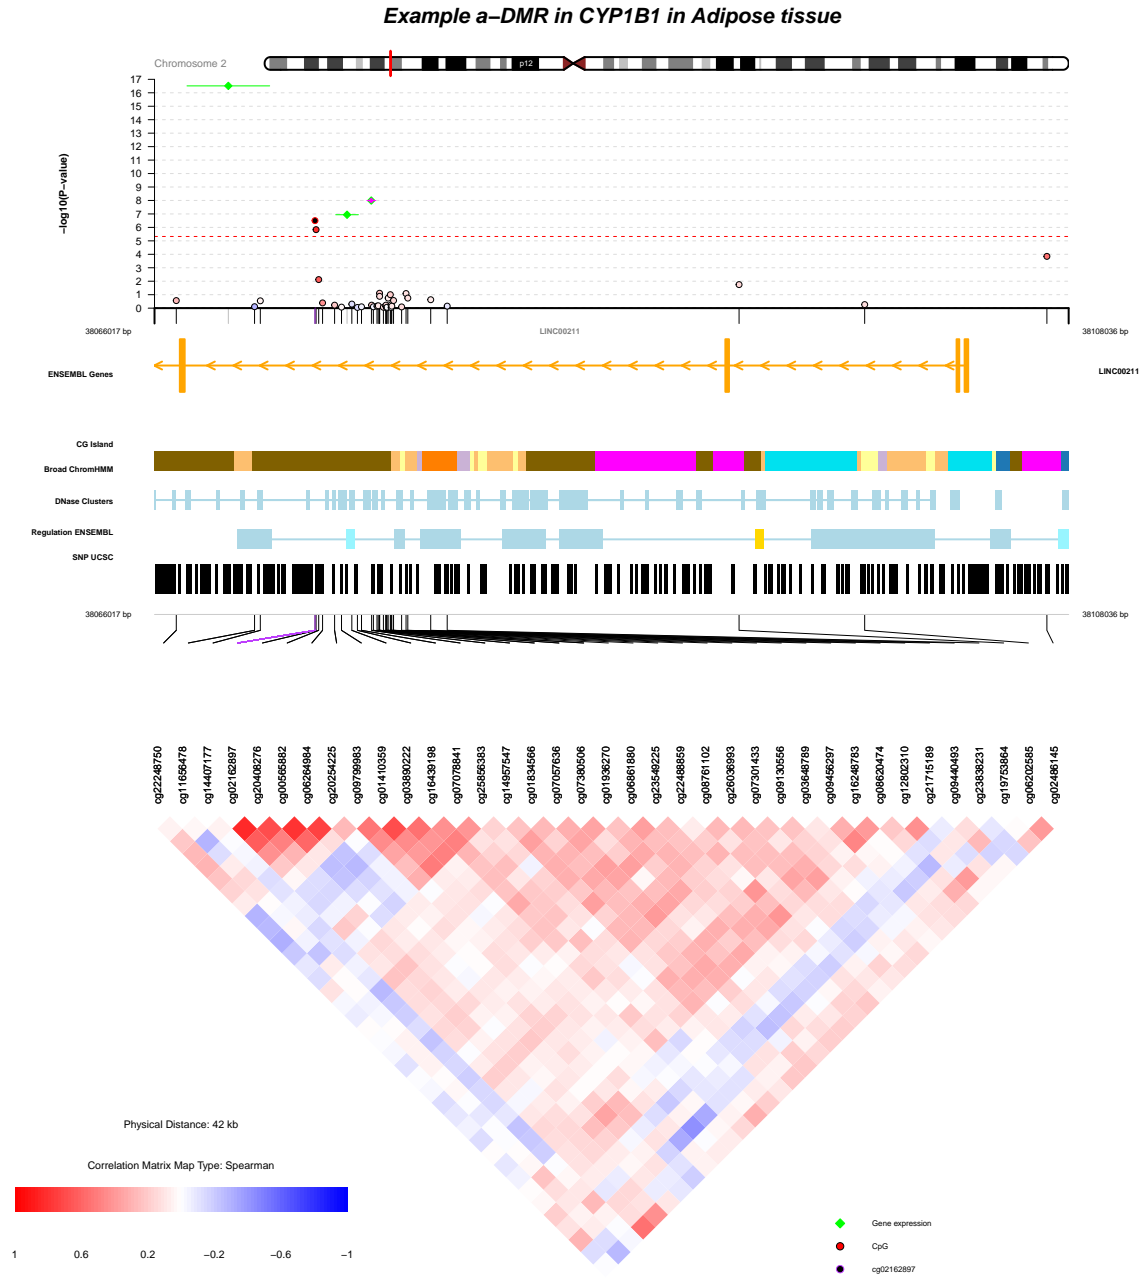 Example a–DMR in CYP1B1 in Adipose tissue
Chromosome 2
p12
17
16
15
14
13
12
11
10
9
8
7
6
5
4
3
2
1
0
–log10(P–value)
38066017 bp
LINC00211
38108036 bp
ENSEMBL Genes
LINC00211
CG Island
Broad ChromHMM
DNase Clusters
Regulation ENSEMBL
SNP UCSC
38066017 bp
38108036 bp
cg22248750
cg11666478
cg14407177
cg02162897
cg20408276
cg00565882
cg06264984
cg20254225
cg09799983
cg01410359
cg03890222
cg16439198
cg07078841
cg25856383
cg14957547
cg01834566
cg07057636
cg07380506
cg01936270
cg06861880
cg23549225
cg22488859
cg08761102
cg26036993
cg07301433
cg09130556
cg03648789
cg09456297
cg16248783
cg08620474
cg12802310
cg21715189
cg09440493
cg23838231
cg19753864
cg06202585
cg02486145
Physical Distance: 42 kb
Correlation Matrix Map Type: Spearman
1
0.6
0.2
–0.2
–0.6
–1
Gene expression
CpG
cg02162897